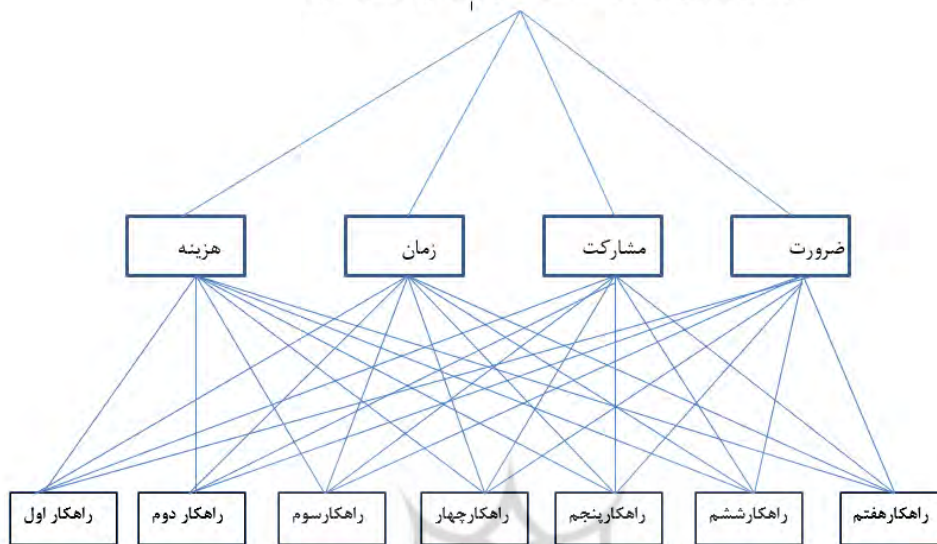 ضرورت
مشارکت
زمان
هزینه
راهکار اول
راهکار دوم
راهکارسوم
راهکارچهار
راهکارپنجم
راهکارششم
راهکارهفتم